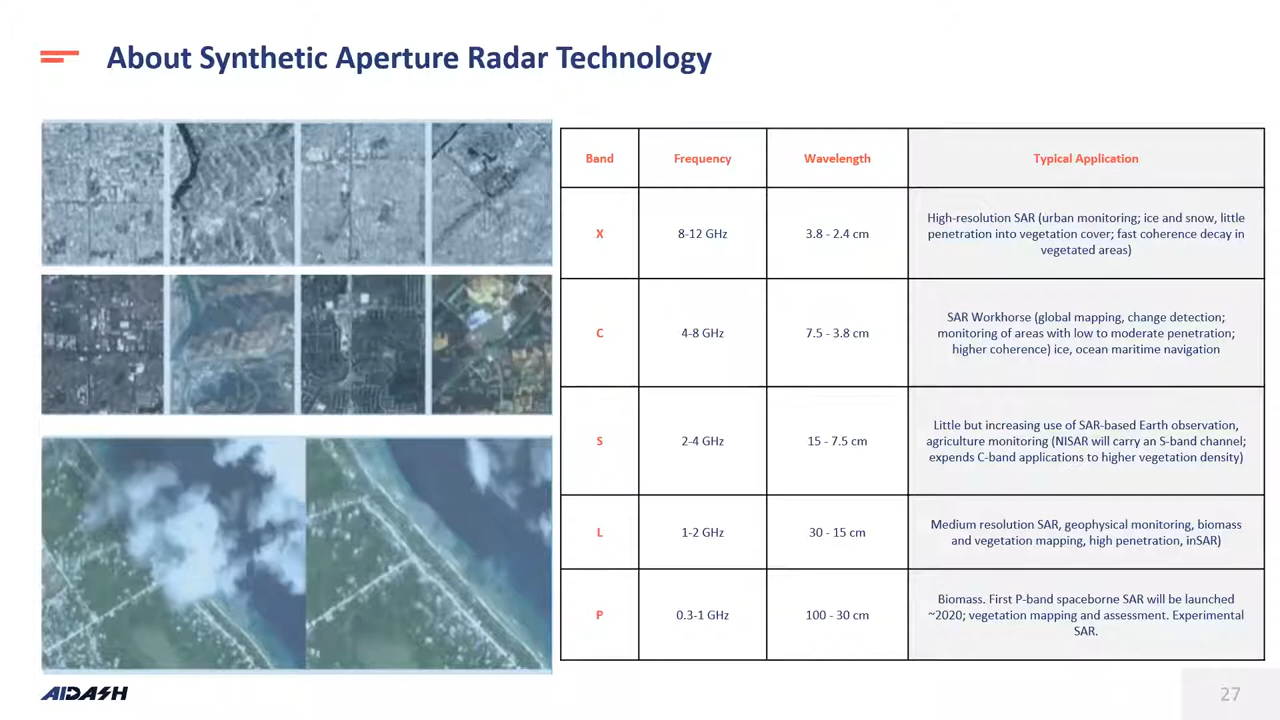 About Synthetic Aperture Radar Technology
Band
Frequency
Wavelength
Typical Application
X
8-12 GHz
3.8 - 2.4 cm
High-resolution SAR (urban monitoring; ice and snow, little
penetration into vegetation cover; fast coherence decay in
vegetated areas)
C
4-8 GHz
7.5 - 3.8 cm
SAR Workhorse (global mapping, change detection;
monitoring of areas with low to moderate penetration;
higher coherence) ice, ocean maritime navigation
S
2-4 GHz
15 - 7.5 cm
Little but increasing use of SAR-based Earth observation,
agriculture monitoring (NISAR will carry an S-band channel;
expends C-band applications to higher vegetation density)
L
1-2 GHz
30 - 15 cm
Medium resolution SAR, geophysical monitoring, biomass
and vegetation mapping, high penetration, inSAR)
P
0.3-1 GHz
100 - 30 cm
Biomass. First P-band spaceborne SAR will be launched
~2020; vegetation mapping and assessment. Experimental
SAR.
AIDASH
27